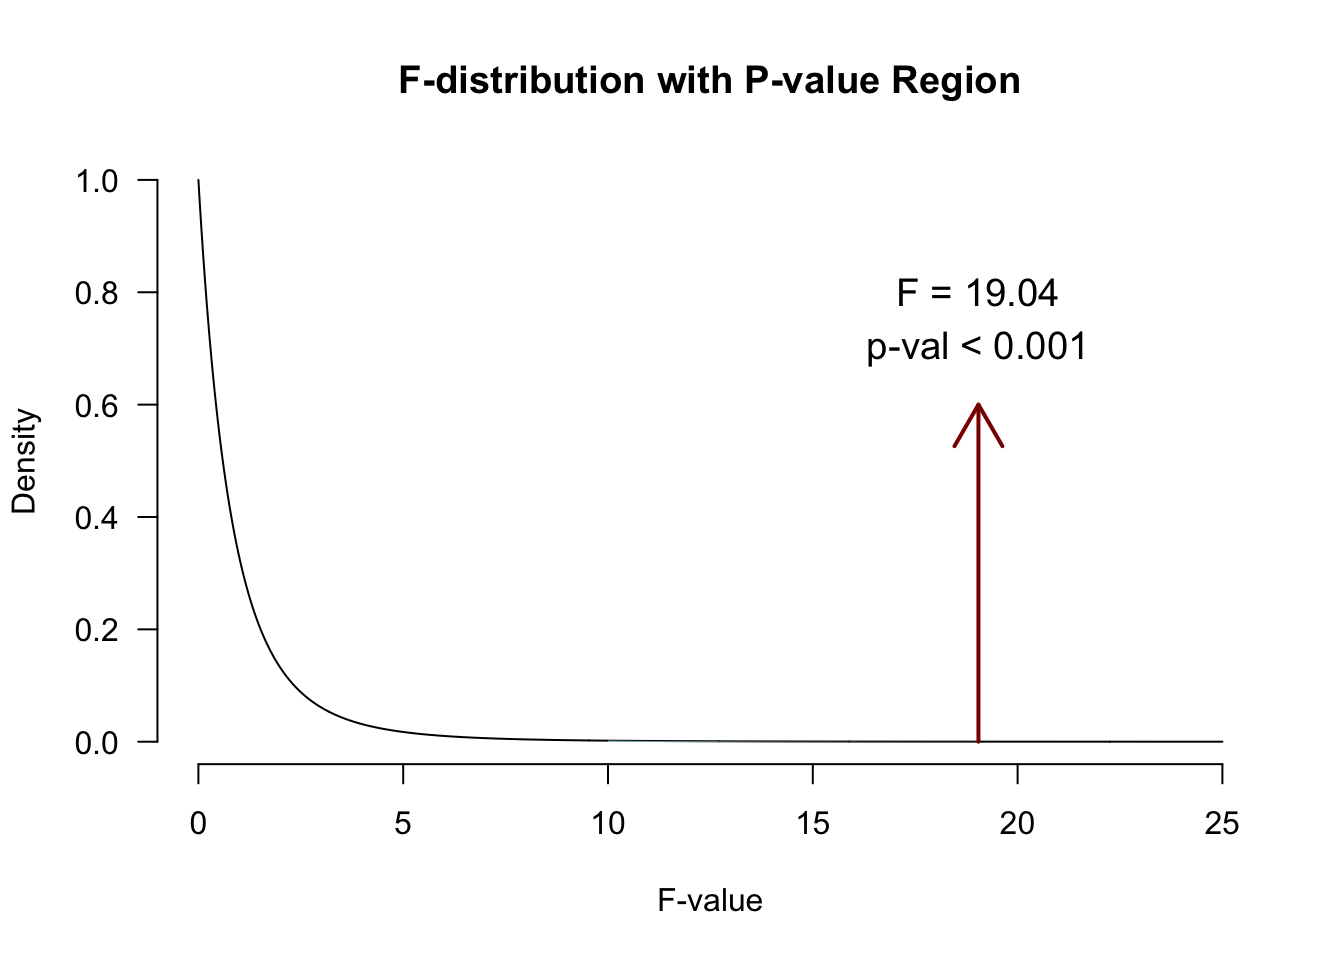 F-distribution with P-value Region
1.0
0.8
0.6
0.4
0.2
0.0
Density
F = 19.04
p-val < 0.001
0 5 10 15 20 25
F-value